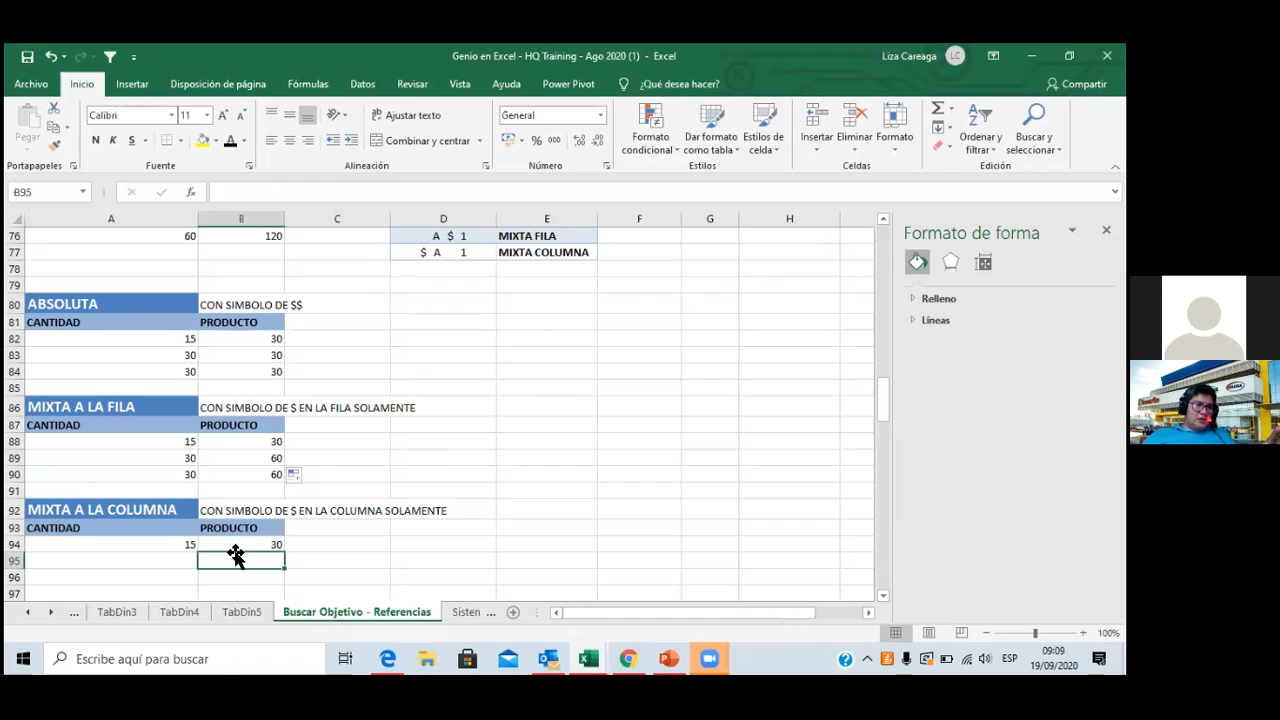 Genio en Excel - HQ Training - Ago 2020 (1) - Excel
Liza Careaga LC
Archivo Inicio Insertar Disposición de página Fórmulas Datos Revisar Vista Ayuda Power Pivot ¿Qué desea hacer? Compartir
Pegar
Calibri 11
N K S
Ajustar texto
Combinar y centrar
General
% 000
Formato condicional
Dar formato como tabla
Estilos de celda
Insertar Eliminar Formato
Ordenar y filtrar
Buscar y seleccionar
Portapapeles Fuente Alineación Número Estilos Celdas Edición
B95 fx
A B C D E F G H
76 60 120 A $ 1 MIXTA FILA
77 $ A 1 MIXTA COLUMNA
78
79
80 ABSOLUTA CON SIMBOLO DE $$
81 CANTIDAD PRODUCTO
82 15 30
83 30 30
84 30 30
85
86 MIXTA A LA FILA CON SIMBOLO DE $ EN LA FILA SOLAMENTE
87 CANTIDAD PRODUCTO
88 15 30
89 30 60
90 30 60
91
92 MIXTA A LA COLUMNA CON SIMBOLO DE $ EN LA COLUMNA SOLAMENTE
93 CANTIDAD PRODUCTO
94 15 30
95
96
97
Formato de forma
Relleno
Líneas
... TabDin3 TabDin4 TabDin5 Buscar Objetivo - Referencias Sisten ...
100%
Escribe aquí para buscar
ESP
09:09
19/09/2020